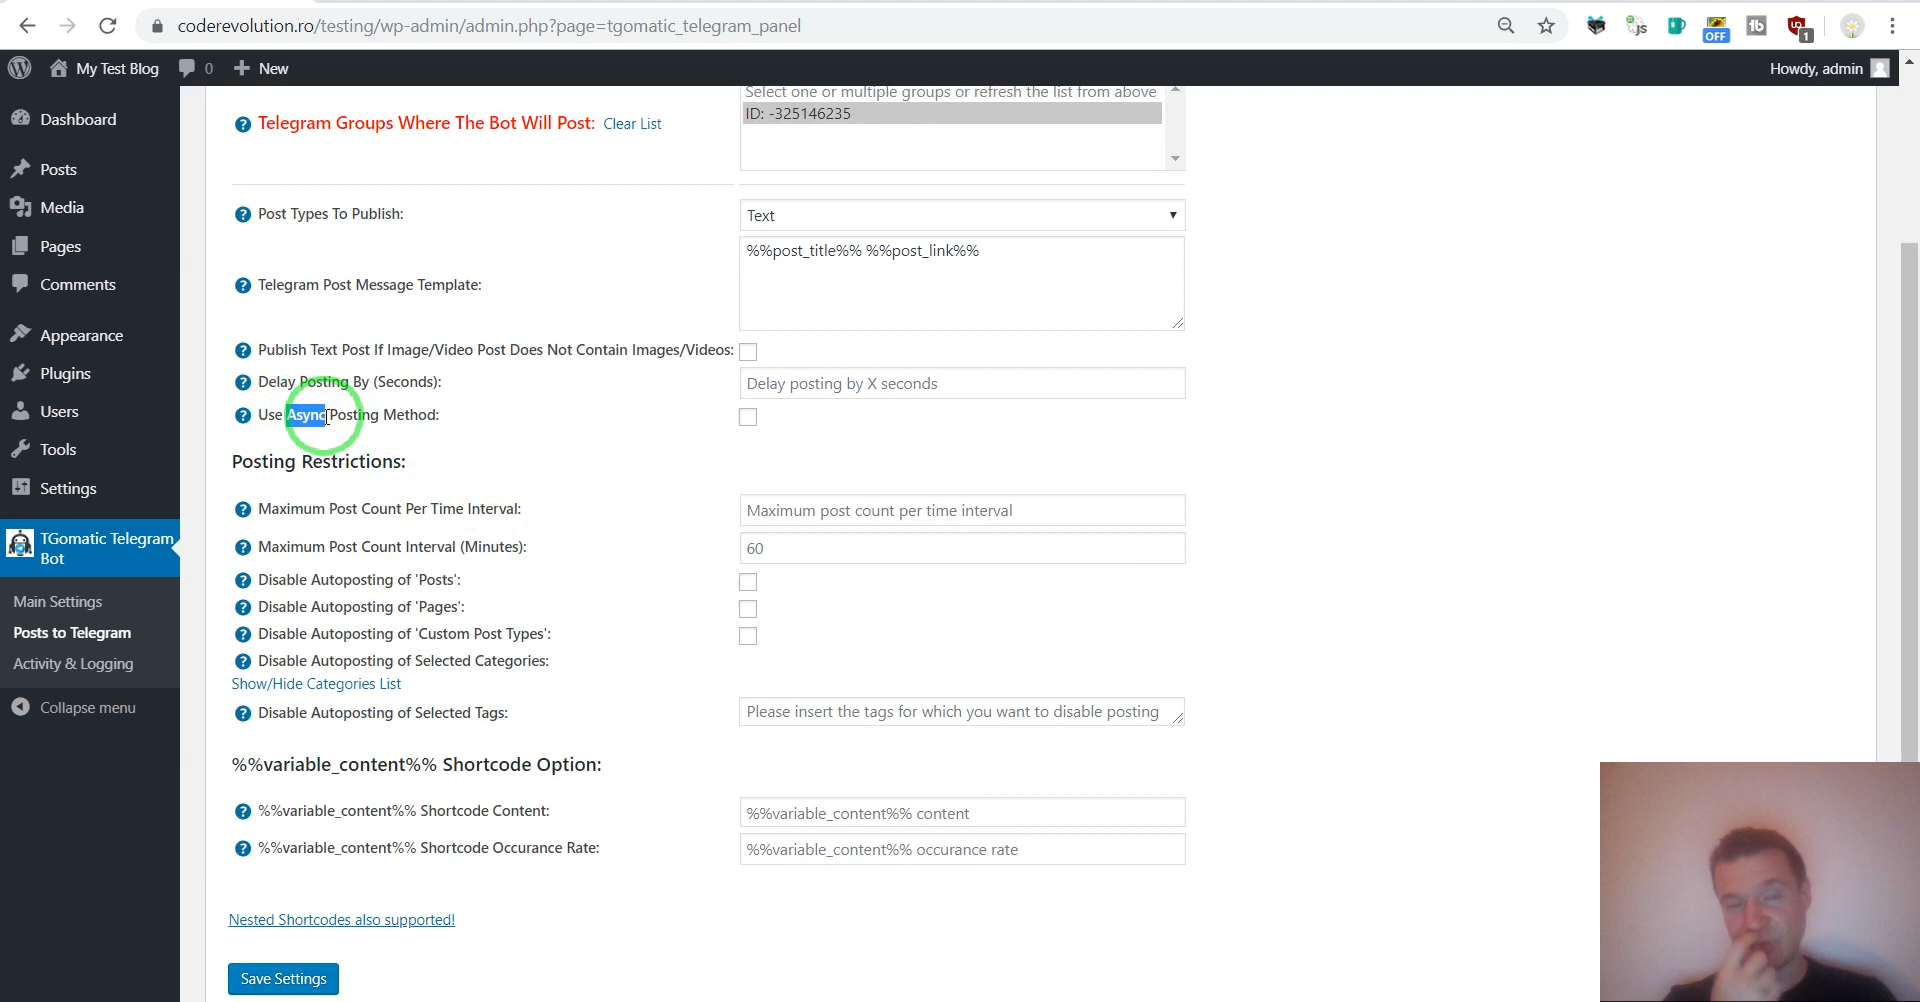 coderevolution.ro/testing/wp-admin/admin.php?page=tgomatic_telegram_panel
JS
OFF
tb
1
My Test Blog
0
New
Howdy, admin
Dashboard
Posts
Media
Pages
Comments
Appearance
Plugins
Users
Tools
Settings
TGomatic Telegram
Bot
Main Settings
Posts to Telegram
Activity & Logging
Collapse menu
Select one or multiple groups or refresh the list from above
Telegram Groups Where The Bot Will Post: Clear List
ID: -325146235
Post Types To Publish:
Text
Telegram Post Message Template:
%%post_title%% %%post_link%%
Publish Text Post If Image/Video Post Does Not Contain Images/Videos:
Delay Posting By (Seconds):
Delay posting by X seconds
Use Async Posting Method:
Posting Restrictions:
Maximum Post Count Per Time Interval:
Maximum post count per time interval
Maximum Post Count Interval (Minutes):
60
Disable Autoposting of 'Posts':
Disable Autoposting of 'Pages':
Disable Autoposting of 'Custom Post Types':
Disable Autoposting of Selected Categories:
Show/Hide Categories List
Disable Autoposting of Selected Tags:
Please insert the tags for which you want to disable posting
%%variable_content%% Shortcode Option:
%%variable_content%% Shortcode Content:
%%variable_content%% content
%%variable_content%% Shortcode Occurance Rate:
%%variable_content%% occurance rate
Nested Shortcodes also supported!
Save Settings